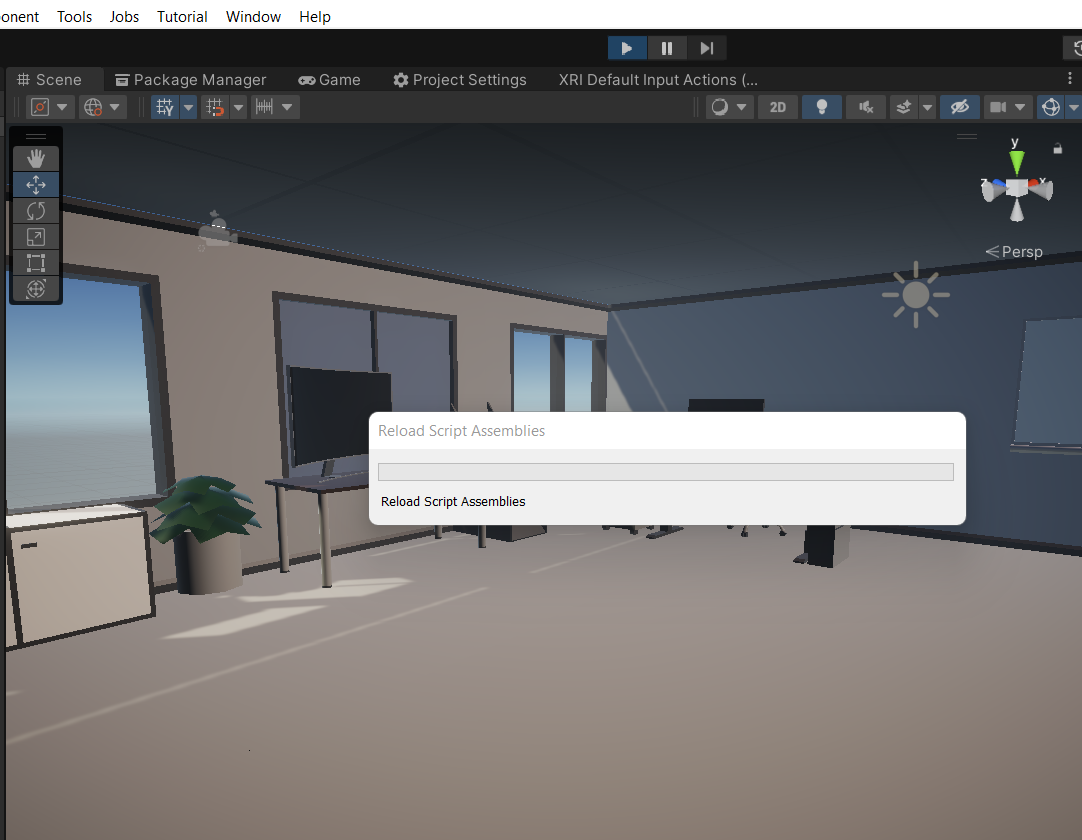 onent Tools Jobs Tutorial Window Help
Scene Package Manager Game Project Settings XRI Default Input Actions (...
2D
y
z x
Persp
Reload Script Assemblies
Reload Script Assemblies